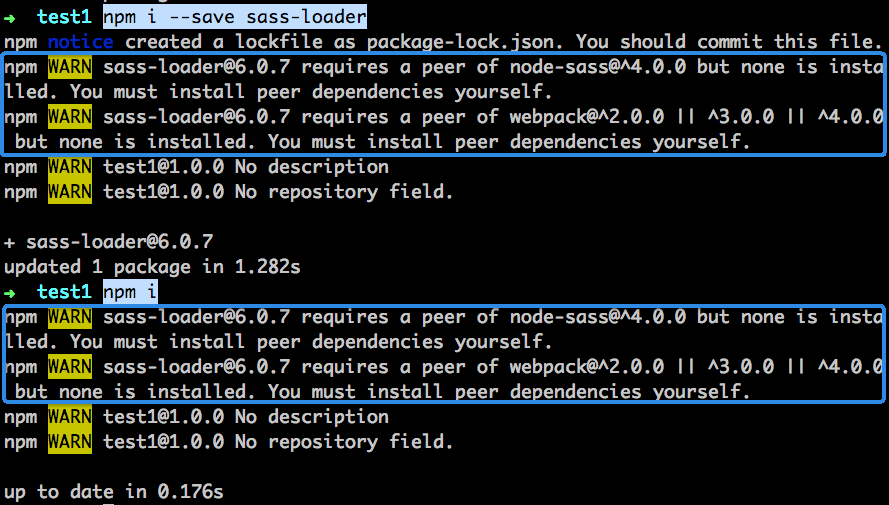 ➜ test1 npm i --save sass-loader
npm notice created a lockfile as package-lock.json. You should commit this file.
npm WARN sass-loader@6.0.7 requires a peer of node-sass@^4.0.0 but none is insta
lled. You must install peer dependencies yourself.
npm WARN sass-loader@6.0.7 requires a peer of webpack@^2.0.0 || ^3.0.0 || ^4.0.0
 but none is installed. You must install peer dependencies yourself.
npm WARN test1@1.0.0 No description
npm WARN test1@1.0.0 No repository field.

+ sass-loader@6.0.7
updated 1 package in 1.282s
➜ test1 npm i
npm WARN sass-loader@6.0.7 requires a peer of node-sass@^4.0.0 but none is insta
lled. You must install peer dependencies yourself.
npm WARN sass-loader@6.0.7 requires a peer of webpack@^2.0.0 || ^3.0.0 || ^4.0.0
 but none is installed. You must install peer dependencies yourself.
npm WARN test1@1.0.0 No description
npm WARN test1@1.0.0 No repository field.

up to date in 0.176s